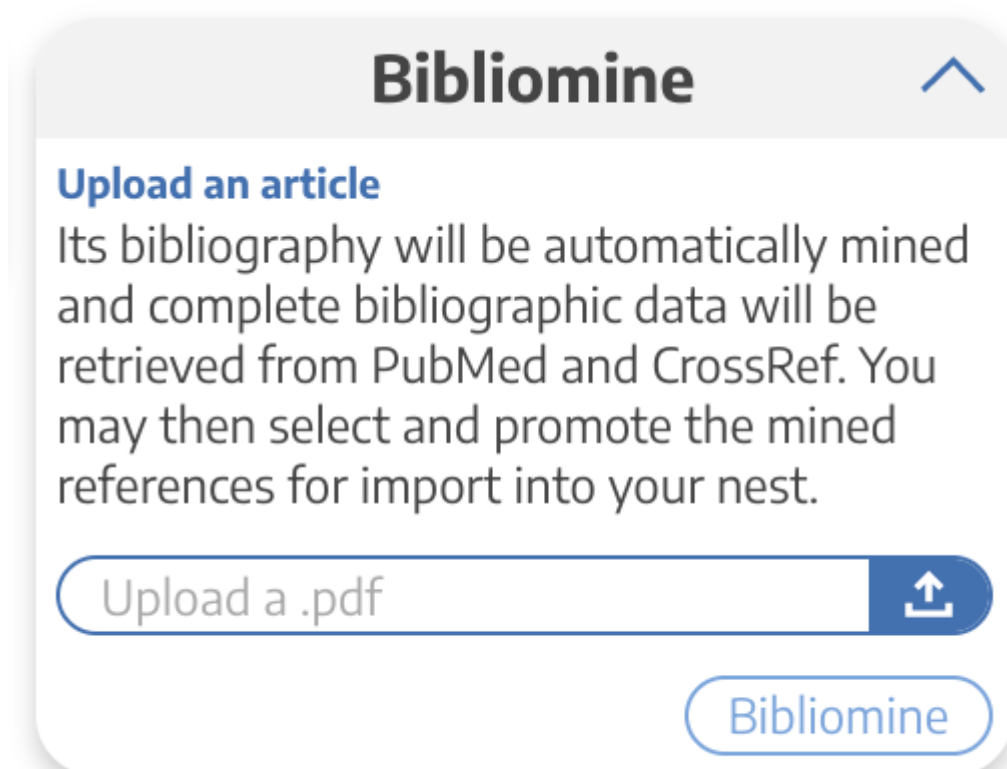 Bibliomine
Upload an article
Its bibliography will be automatically mined
and complete bibliographic data will be
retrieved from PubMed and CrossRef. You
may then select and promote the mined
references for import into your nest.
Upload a .pdf
Bibliomine